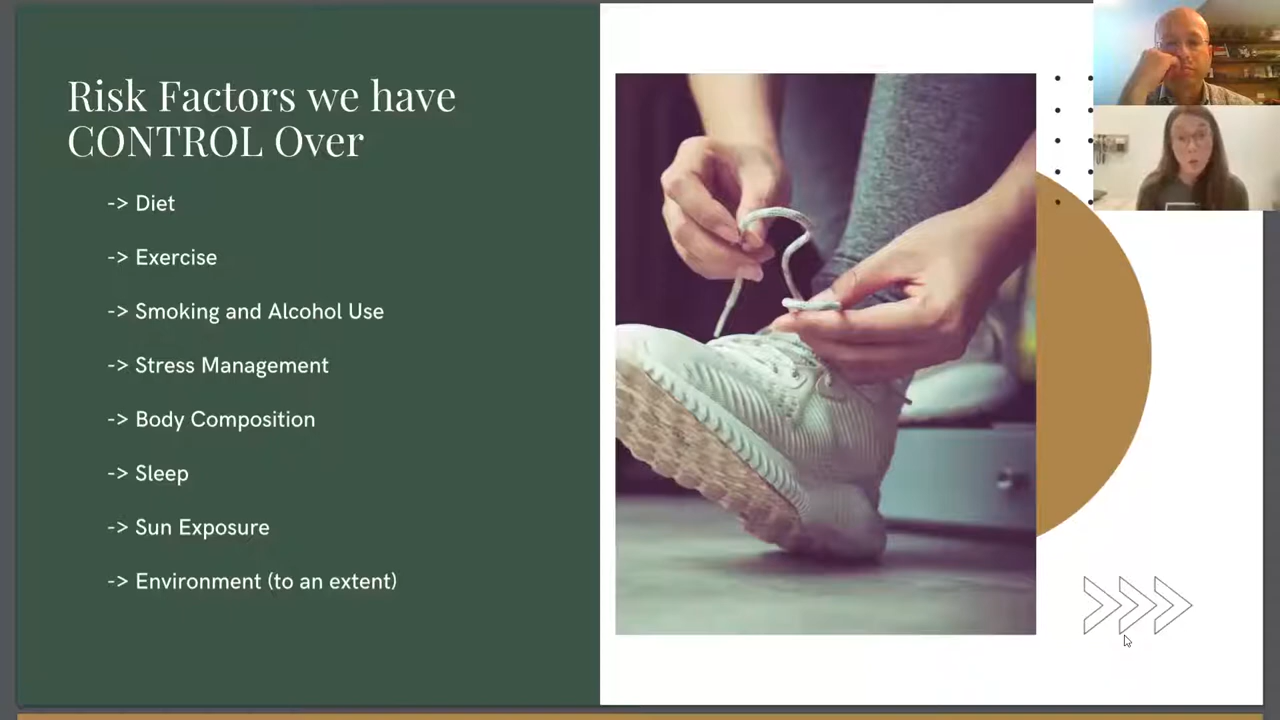 Risk Factors we have
CONTROL Over
-> Diet
-> Exercise
-> Smoking and Alcohol Use
-> Stress Management
-> Body Composition
-> Sleep
-> Sun Exposure
-> Environment (to an extent)